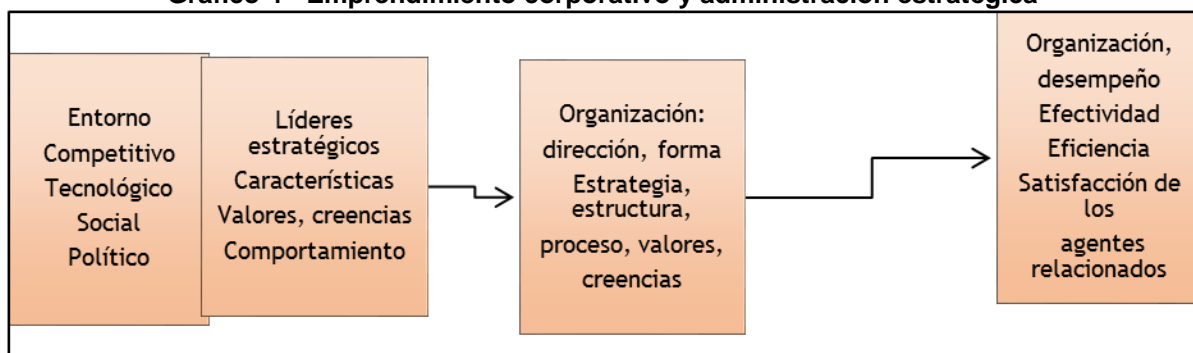 Gráfico 1 - Emprendimiento corporativo y administración estratégica
Entorno
Competitivo
Tecnológico
Social
Político
Líderes
estratégicos
Características
Valores, creencias
Comportamiento
Organización:
dirección, forma
Estrategia,
estructura,
proceso, valores,
creencias
Organización,
desempeño
Efectividad
Eficiencia
Satisfacción de
los
agentes
relacionados